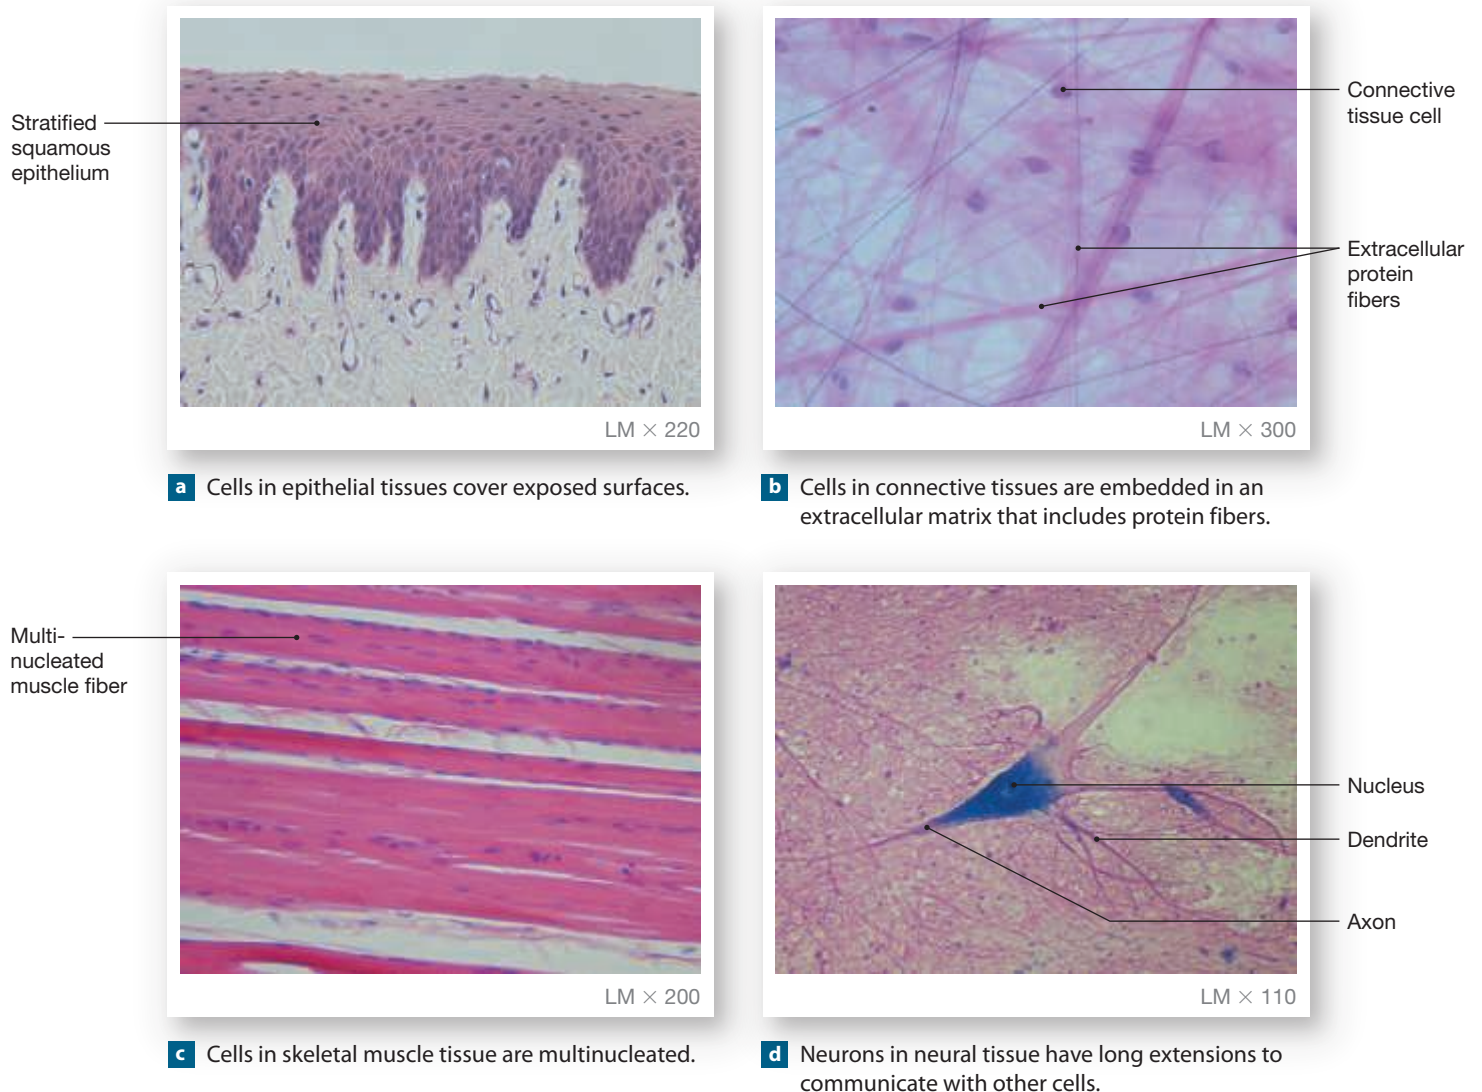 Stratified
squamous
epithelium
LM × 220
a Cells in epithelial tissues cover exposed surfaces.
Connective
tissue cell
Extracellular
protein
fibers
LM × 300
b Cells in connective tissues are embedded in an
extracellular matrix that includes protein fibers.
Multi-
nucleated
muscle fiber
LM × 200
c Cells in skeletal muscle tissue are multinucleated.
Nucleus
Dendrite
Axon
LM × 110
d Neurons in neural tissue have long extensions to
communicate with other cells.